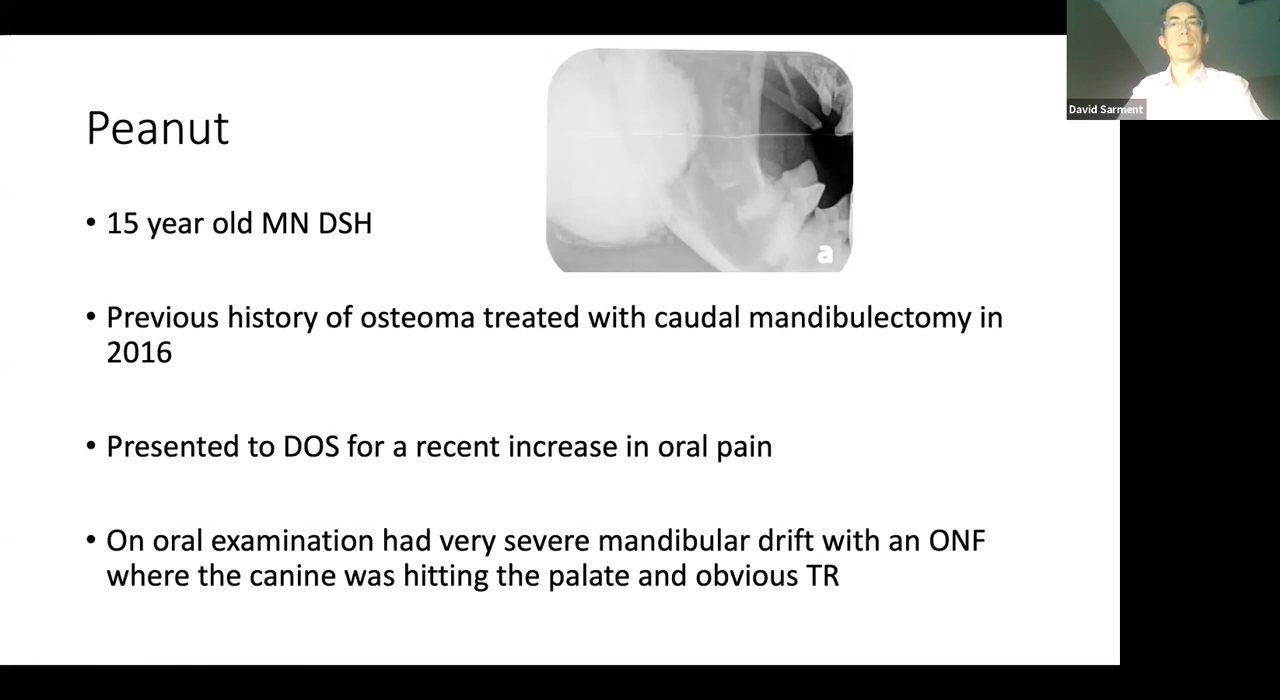 David Sarment
Peanut
• 15 year old MN DSH
• Previous history of osteoma treated with caudal mandibulectomy in
2016
• Presented to DOS for a recent increase in oral pain
• On oral examination had very severe mandibular drift with an ONF
where the canine was hitting the palate and obvious TR
a